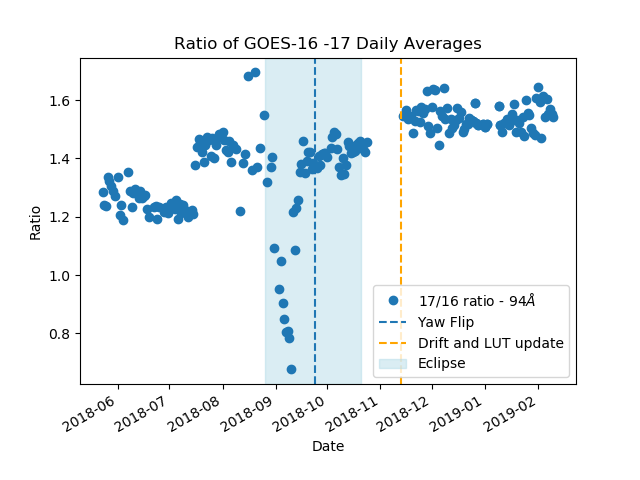 Ratio of GOES-16 -17 Daily Averages
Ratio
1.6
1.4
1.2
1.0
0.8
17/16 ratio - 94Å
Yaw Flip
Drift and LUT update
Eclipse
2018-06
2018-07
2018-08
2018-09
2018-10
2018-11
2018-12
2019-01
2019-02
Date